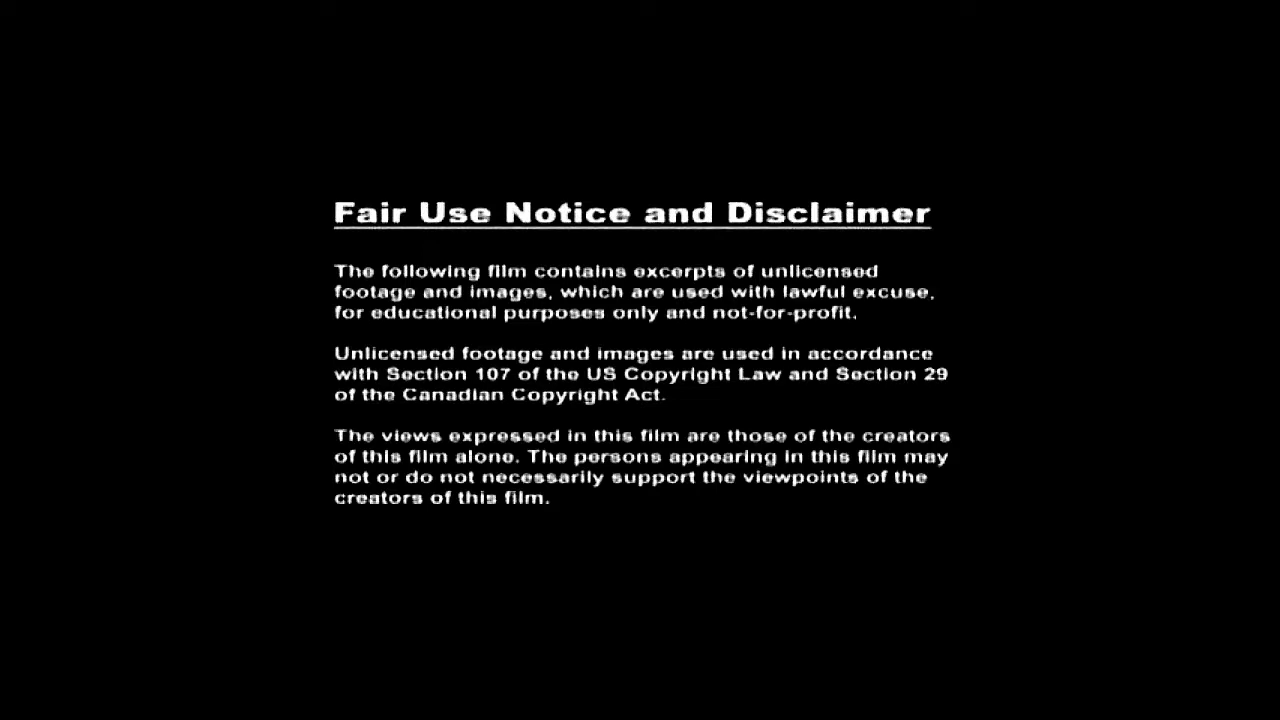 Fair Use Notice and Disclaimer
The following film contains excerpts of unlicensed
footage and images, which are used with lawful excuse,
for educational purposes only and not-for-profit.
Unlicensed footage and images are used in accordance
with Section 107 of the US Copyright Law and Section 29
of the Canadian Copyright Act.
The views expressed in this film are those of the creators
of this film alone. The persons appearing in this film may
not or do not necessarily support the viewpoints of the
creators of this film.